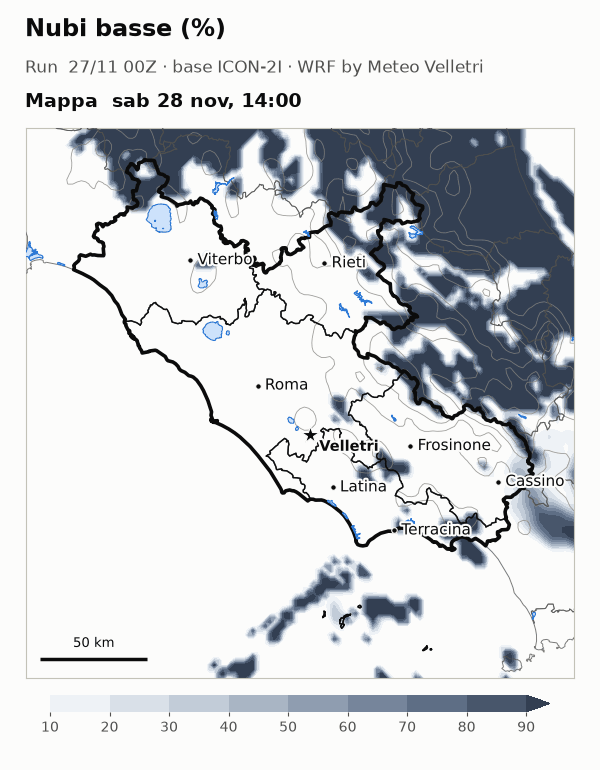 Nubi basse (%)
Run 27/11 00Z · base ICON-2I · WRF by Meteo Velletri
Mappa sab 28 nov, 14:00
Viterbo
Rieti
Roma
Velletri
Frosinone
Cassino
Latina
Terracina
50 km
10 20 30 40 50 60 70 80 90